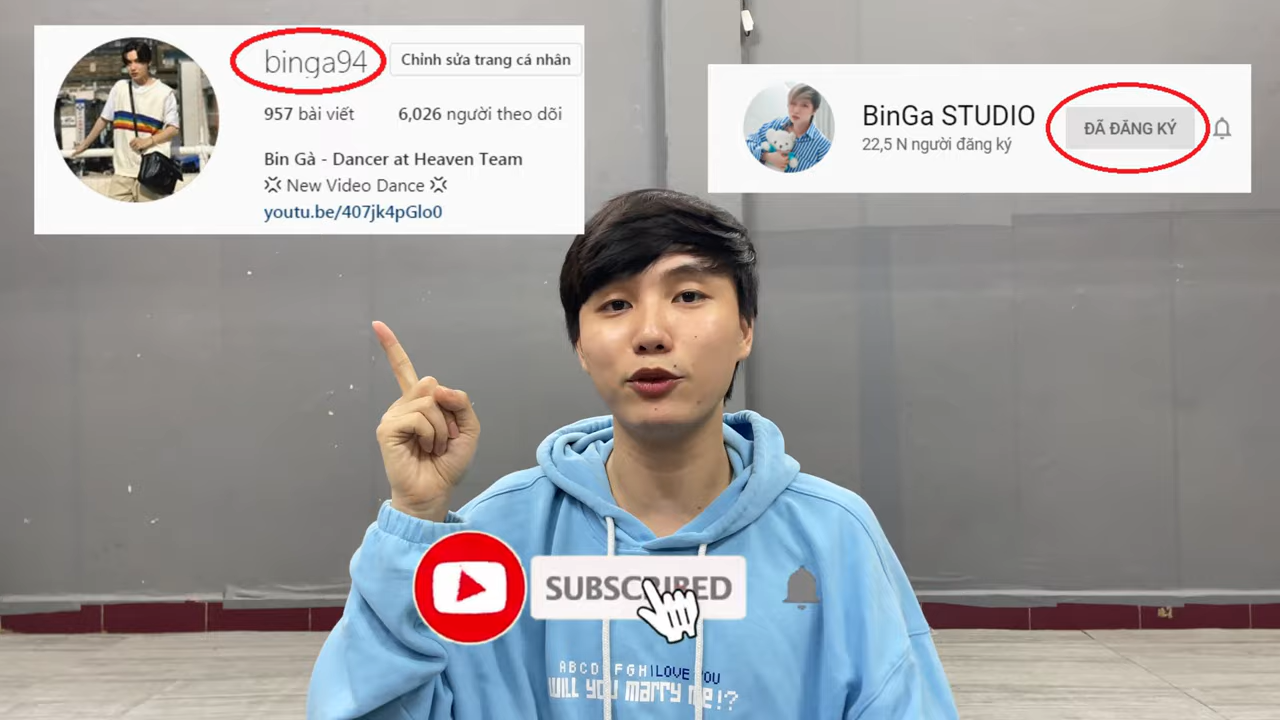 binga94 Chỉnh sửa trang cá nhân
957 bài viết 6,026 người theo dõi
Bin Gà - Dancer at Heaven Team
New Video Dance
youtu.be/407jk4pGlo0
BinGa STUDIO ĐÃ ĐĂNG KÝ
22,5 N người đăng ký
SUBSCRIBED
ABCD FGH I LOVE YOU
WILL YOU MARRY ME!?